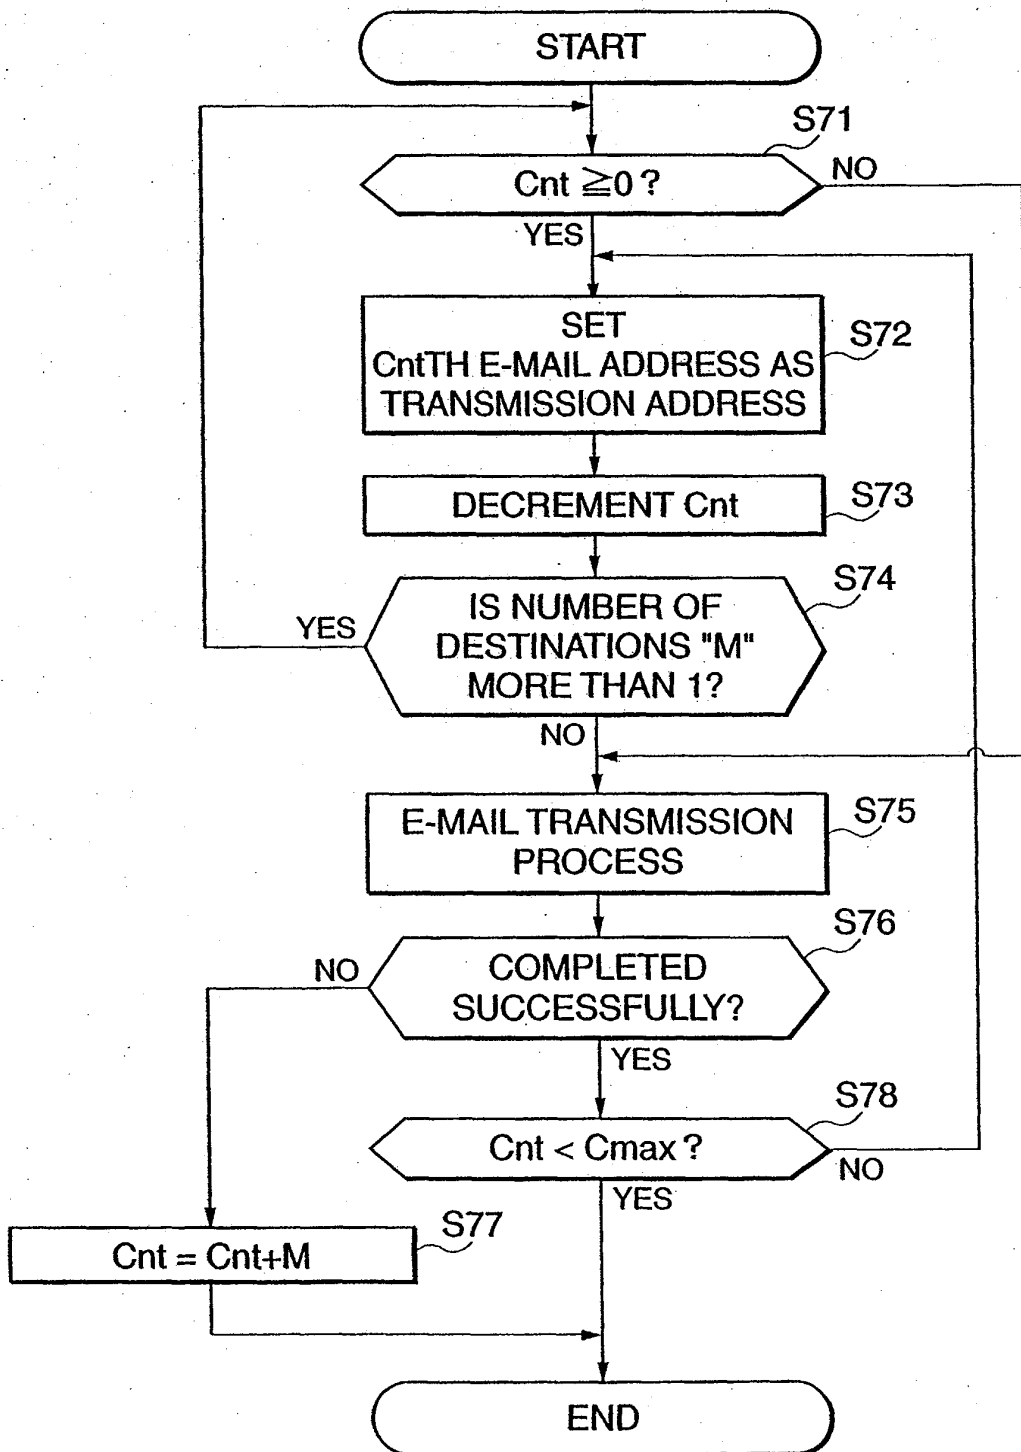 START
S71
Cnt ≧0 ?
NO
YES
SET
CntTH E-MAIL ADDRESS AS
TRANSMISSION ADDRESS
S72
DECREMENT Cnt
S73
S74
IS NUMBER OF
DESTINATIONS "M"
MORE THAN 1?
YES
NO
E-MAIL TRANSMISSION
PROCESS
S75
S76
COMPLETED
SUCCESSFULLY?
NO
YES
S78
Cnt < Cmax ?
NO
YES
S77
Cnt = Cnt+M
END